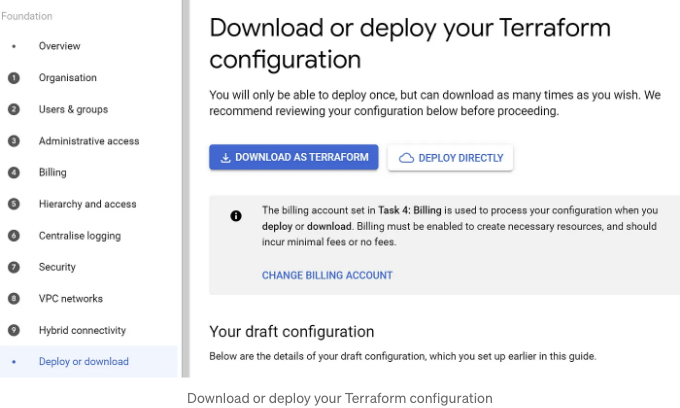 Foundation
Overview
1 Organisation
2 Users & groups
3 Administrative access
4 Billing
5 Hierarchy and access
6 Centralise logging
7 Security
8 VPC networks
9 Hybrid connectivity
Deploy or download
Download or deploy your Terraform
configuration
You will only be able to deploy once, but can download as many times as you wish. We
recommend reviewing your configuration below before proceeding.
DOWNLOAD AS TERRAFORM
DEPLOY DIRECTLY
The billing account set in Task 4: Billing is used to process your configuration when you
deploy or download. Billing must be enabled to create necessary resources, and should
incur minimal fees or no fees.
CHANGE BILLING ACCOUNT
Your draft configuration
Below are the details of your draft configuration, which you set up earlier in this guide.
Download or deploy your Terraform configuration